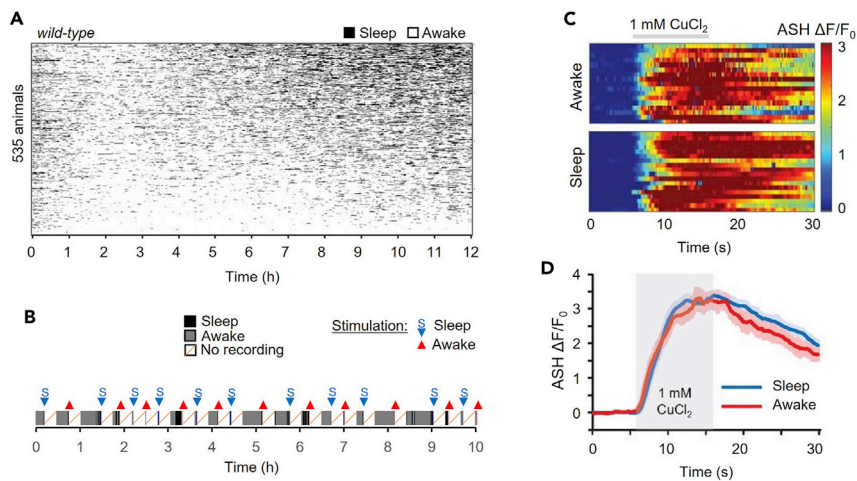 A
wild-type
Sleep Awake
535 animals
0 1 2 3 4 5 6 7 8 9 10 11 12
Time (h)
B
Sleep
Awake
No recording
Stimulation:
S Sleep
Awake
S S S S S S S S S S S S
0 1 2 3 4 5 6 7 8 9 10
Time (h)
C
1 mM CuCl2
ASH ΔF/F0
Awake
Sleep
3
2
1
0
0 10 20 30
Time (s)
D
ASH ΔF/F0
4
3
2
1
0
1 mM
CuCl2
Sleep
Awake
0 10 20 30
Time (s)